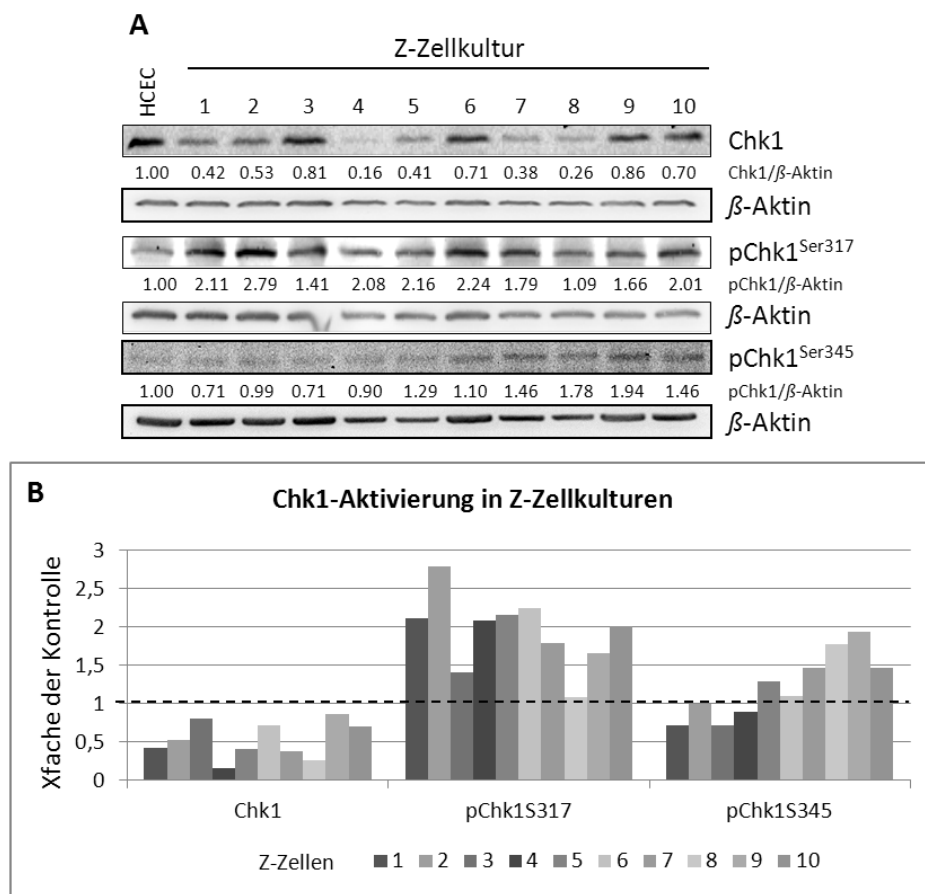 A
Z-Zellkultur
HCEC 1 2 3 4 5 6 7 8 9 10
Chk1
1.00 0.42 0.53 0.81 0.16 0.41 0.71 0.38 0.26 0.86 0.70 Chk1/ß-Aktin
ß-Aktin
pChk1Ser317
1.00 2.11 2.79 1.41 2.08 2.16 2.24 1.79 1.09 1.66 2.01 pChk1/ß-Aktin
ß-Aktin
pChk1Ser345
1.00 0.71 0.99 0.71 0.90 1.29 1.10 1.46 1.78 1.94 1.46 pChk1/ß-Aktin
ß-Aktin
B
Chk1-Aktivierung in Z-Zellkulturen
Xfache der Kontrolle
3
2,5
2
1,5
1
0,5
0
Chk1 pChk1S317 pChk1S345
Z-Zellen 1 2 3 4 5 6 7 8 9 10